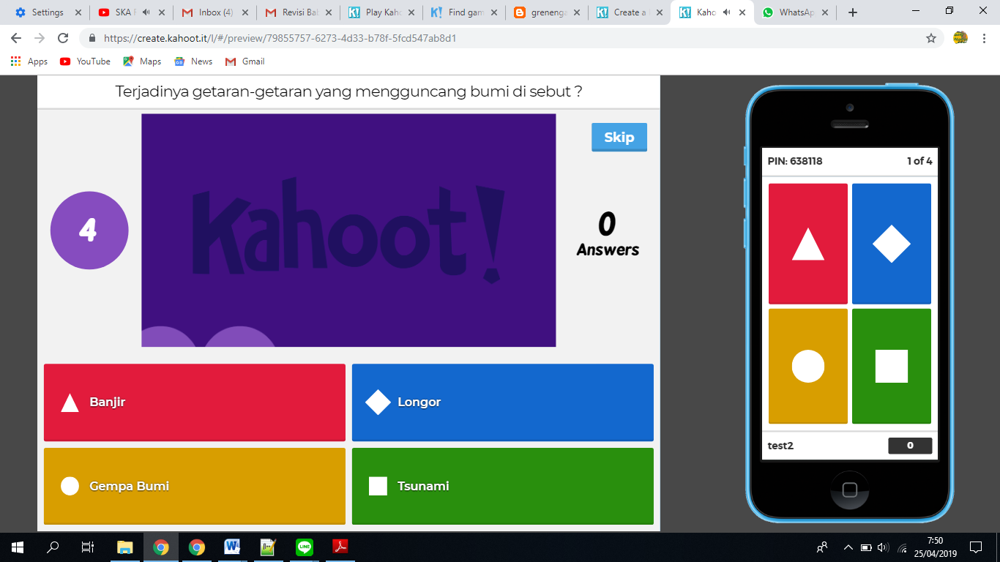 Settings
SKA
Inbox (4)
Revisi Bal
Play Kaho
Find gam
grenenga
Create a
Kaho
WhatsAp
https://create.kahoot.it/l/#/preview/79855757-6273-4d33-b78f-5fcd547ab8d1
Apps
YouTube
Maps
News
Gmail
Terjadinya getaran-getaran yang mengguncang bumi di sebut ?
Skip
4
Kahoot!
0
Answers
Banjir
Longor
Gempa Bumi
Tsunami
PIN: 638118
1 of 4
test2
0
7:50
25/04/2019